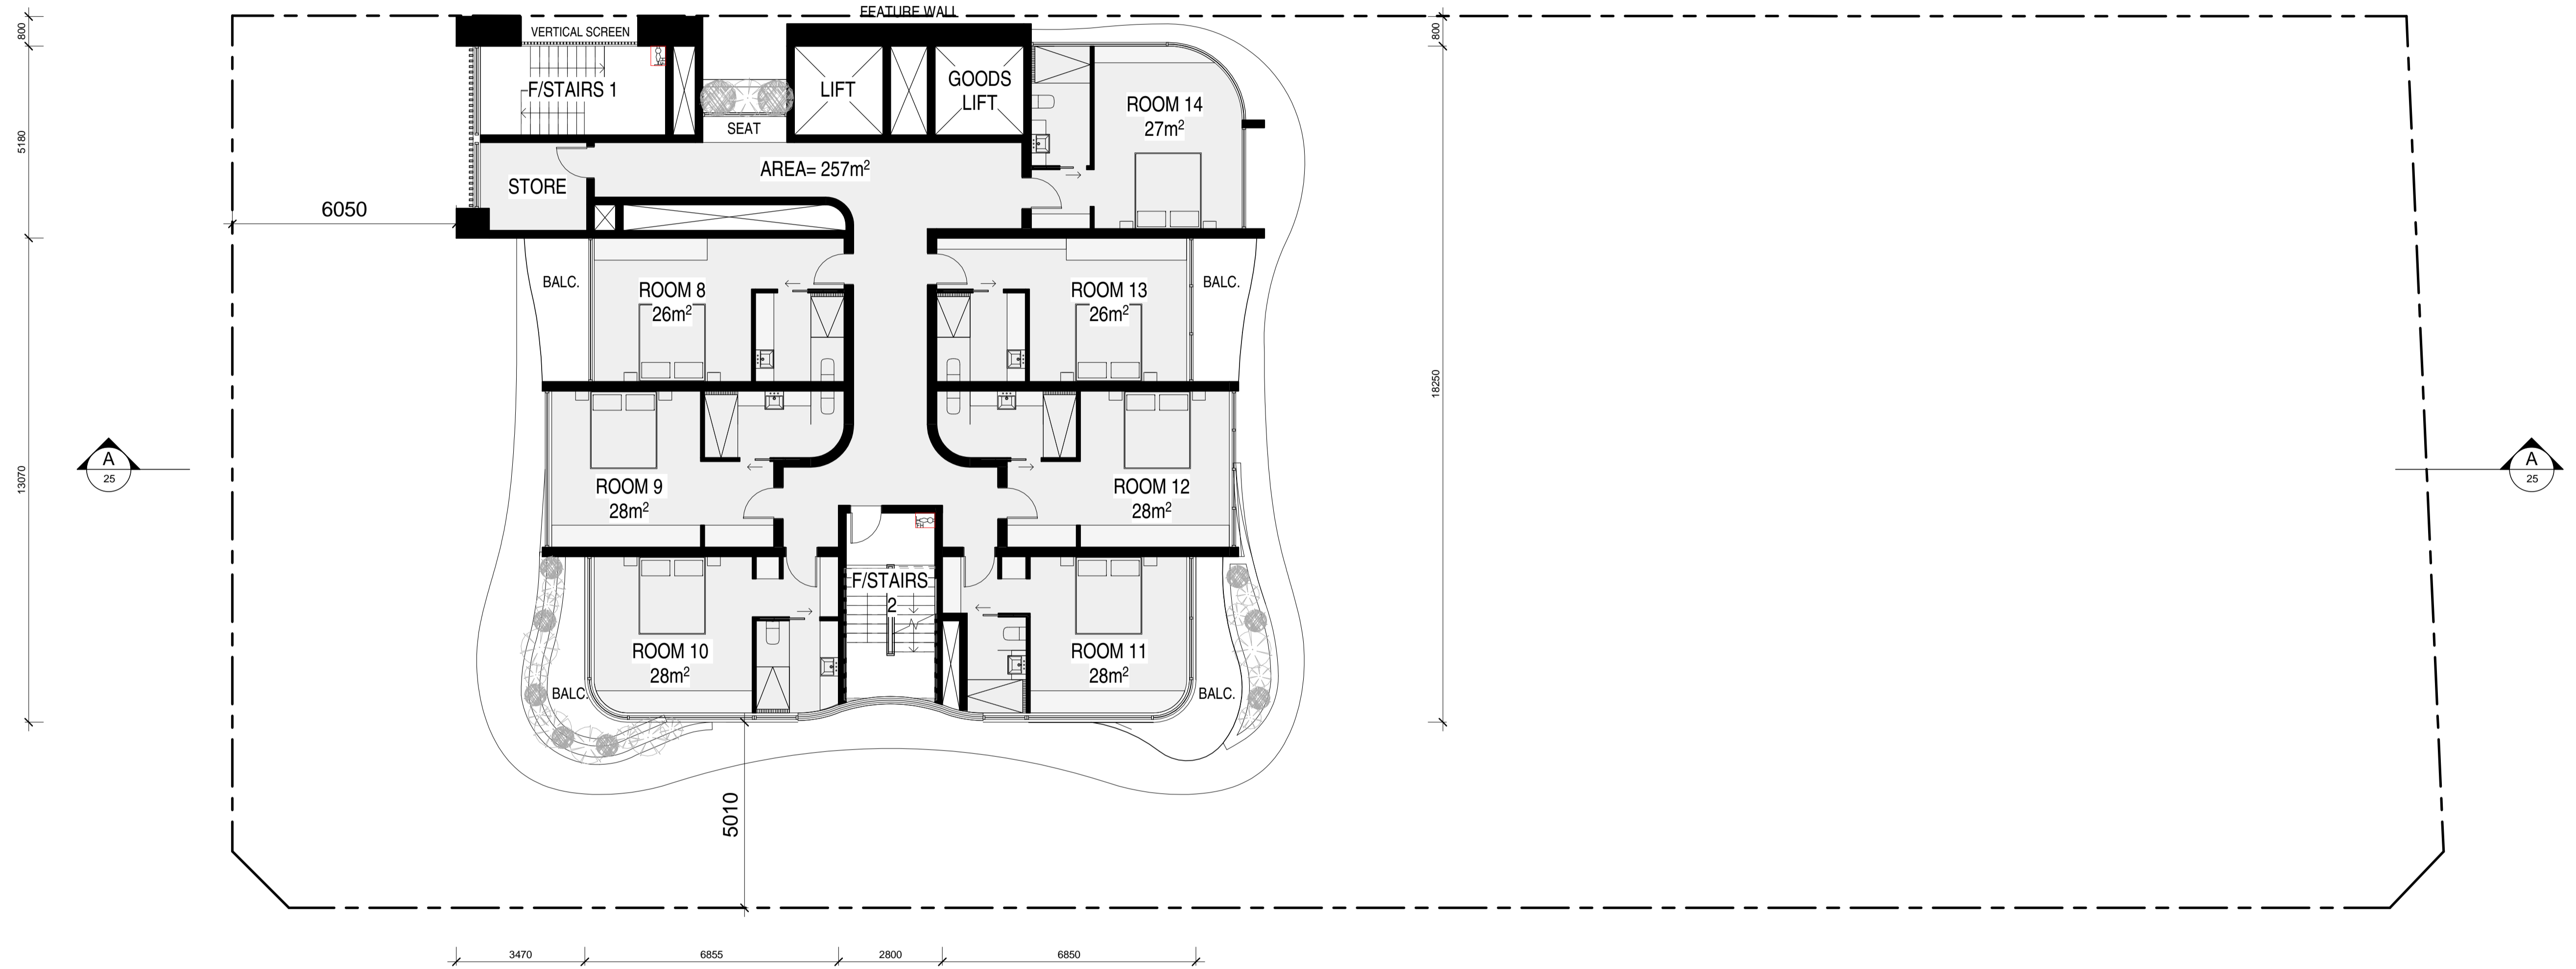 FEATURE WALL
VERTICAL SCREEN
800
800
F/STAIRS 1
LIFT
GOODS
LIFT
ROOM 14
27m²
SEAT
5180
AREA= 257m²
STORE
6050
BALC.
ROOM 8
26m²
ROOM 13
26m²
BALC.
18250
A
25
13070
ROOM 9
28m²
ROOM 12
28m²
A
25
F/STAIRS
2
ROOM 10
28m²
ROOM 11
28m²
BALC.
BALC.
5010
3470
6855
2800
6850